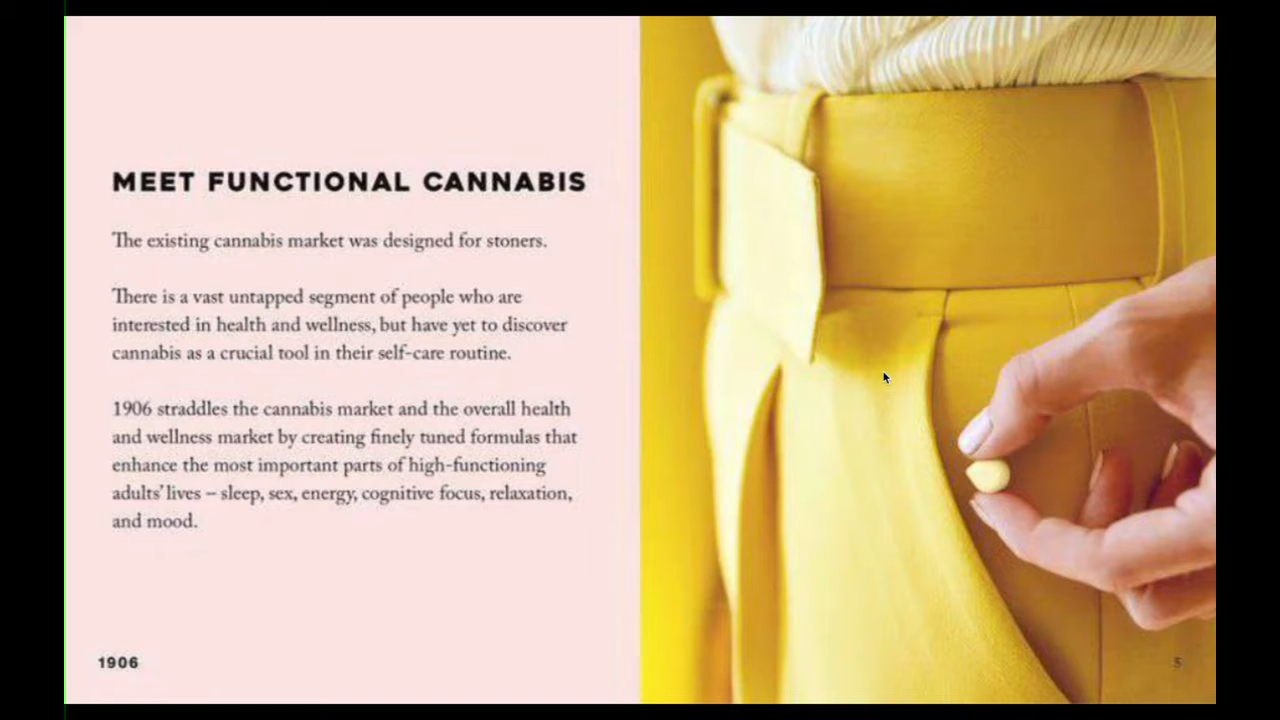 MEET FUNCTIONAL CANNABIS
The existing cannabis market was designed for stoners.
There is a vast untapped segment of people who are
interested in health and wellness, but have yet to discover
cannabis as a crucial tool in their self-care routine.
1906 straddles the cannabis market and the overall health
and wellness market by creating finely tuned formulas that
enhance the most important parts of high-functioning
adults' lives – sleep, sex, energy, cognitive focus, relaxation,
and mood.
1906
5